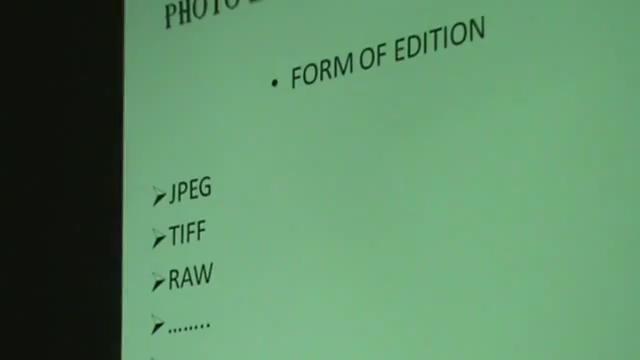 PHOTO
• FORM OF EDITION
➢JPEG
➢TIFF
➢RAW
➢........